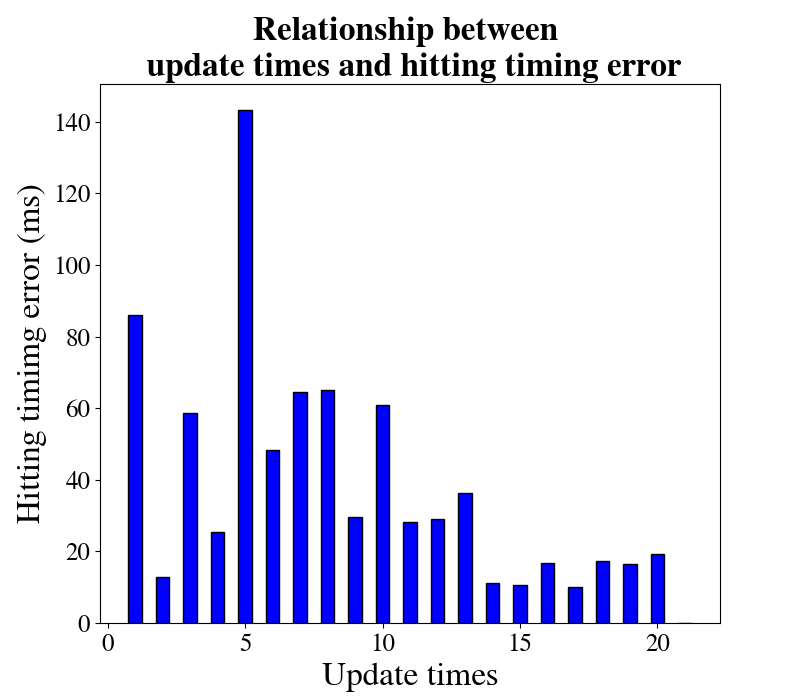 Relationship between
update times and hitting timing error
Hitting timimg error (ms)
140
120
100
80
60
40
20
0
0 5 10 15 20
Update times